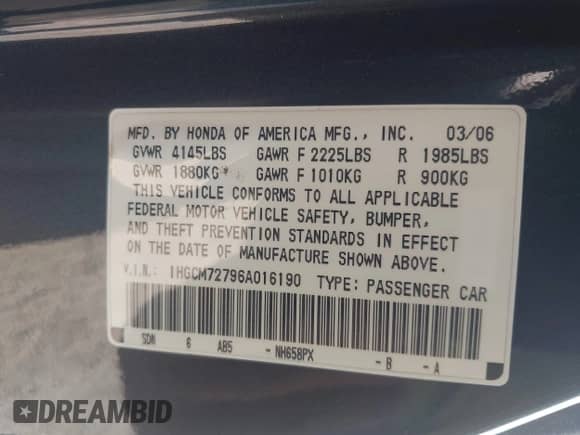 MFD. BY HONDA OF AMERICA MFG., INC. 03/06
GVWR 4145LBS GAWR F 2225LBS R 1985LBS
GVWR 1880KG* GAWR F 1010KG R 900KG
THIS VEHICLE CONFORMS TO ALL APPLICABLE
FEDERAL MOTOR VEHICLE SAFETY, BUMPER,
AND THEFT PREVENTION STANDARDS IN EFFECT
ON THE DATE OF MANUFACTURE SHOWN ABOVE.
V.I.N.: 1HGCM72796A016190 TYPE: PASSENGER CAR
SDN 6 AB5 -NH658PX -B -A
DREAMBID